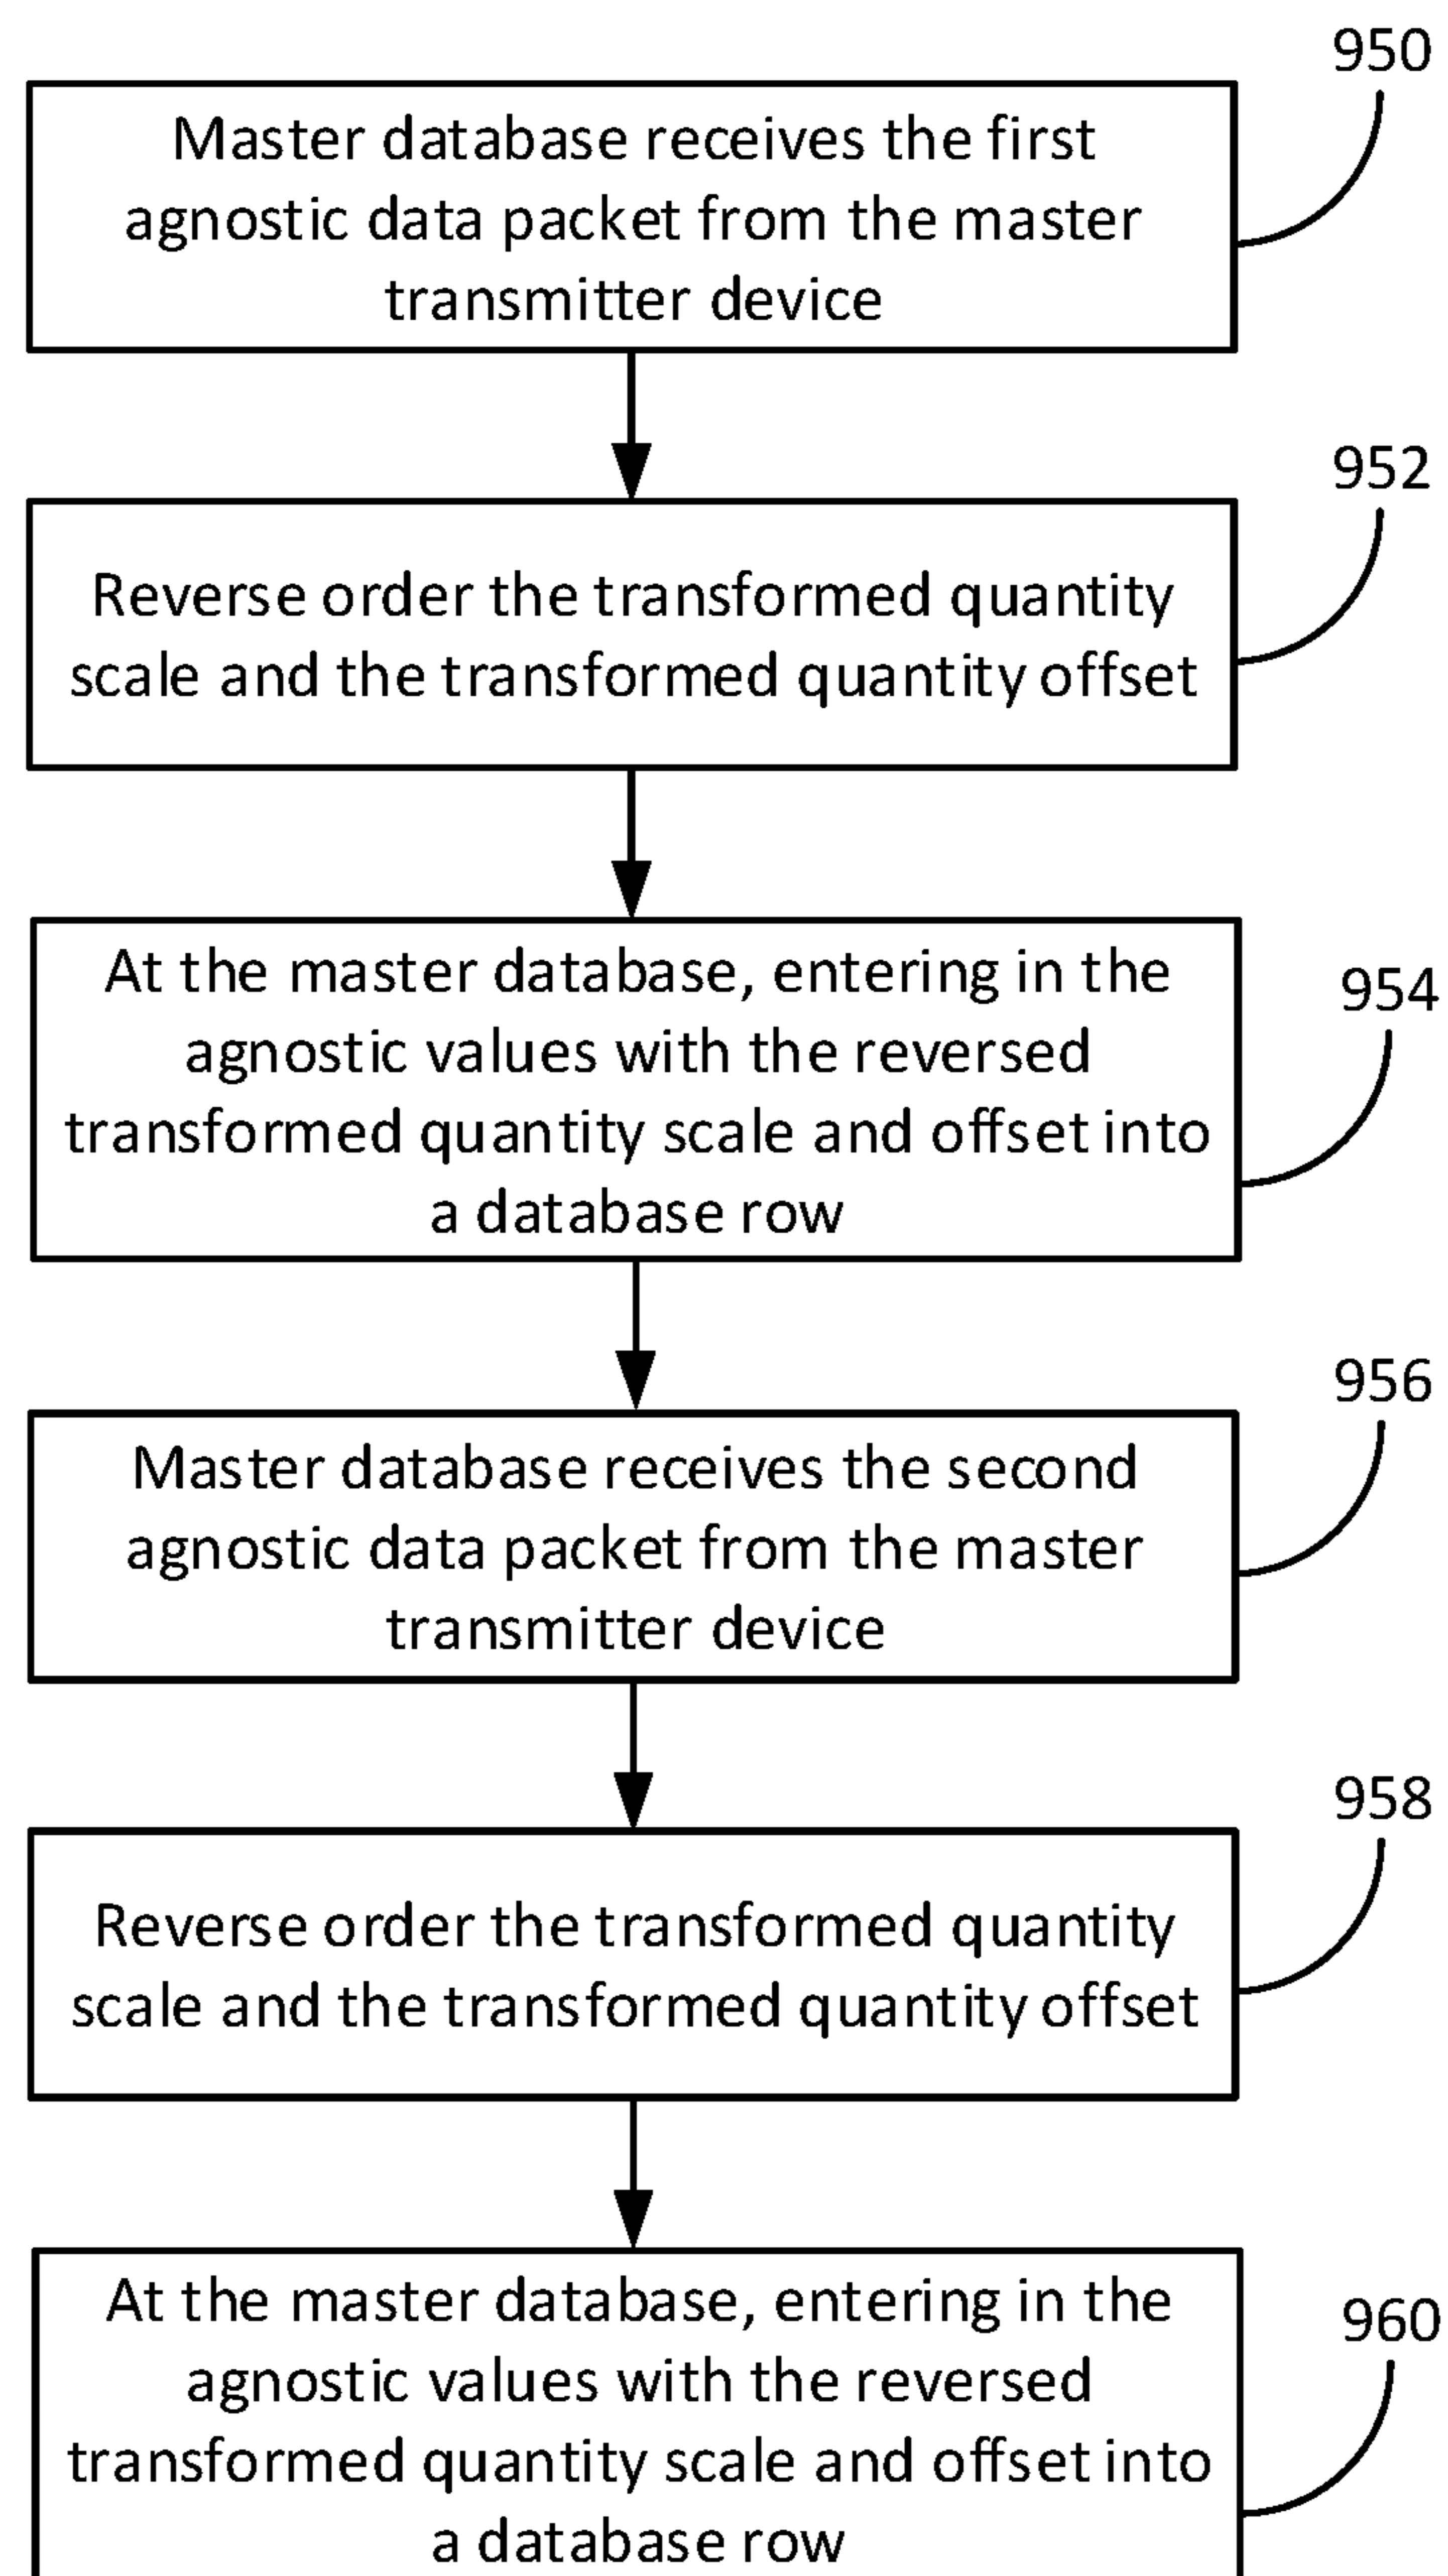 950
Master database receives the first
agnostic data packet from the master
transmitter device
952
Reverse order the transformed quantity
scale and the transformed quantity offset
954
At the master database, entering in the
agnostic values with the reversed
transformed quantity scale and offset into
a database row
956
Master database receives the second
agnostic data packet from the master
transmitter device
958
Reverse order the transformed quantity
scale and the transformed quantity offset
960
At the master database, entering in the
agnostic values with the reversed
transformed quantity scale and offset into
a database row